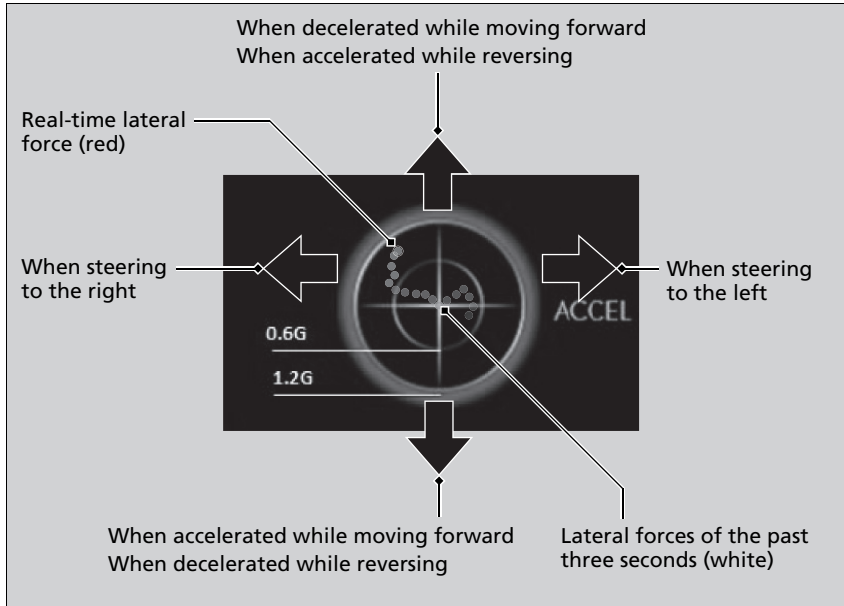 When decelerated while moving forward
When accelerated while reversing
Real-time lateral
force (red)
When steering
to the right
When steering
to the left
ACCEL
0.6G
1.2G
When accelerated while moving forward
When decelerated while reversing
Lateral forces of the past
three seconds (white)